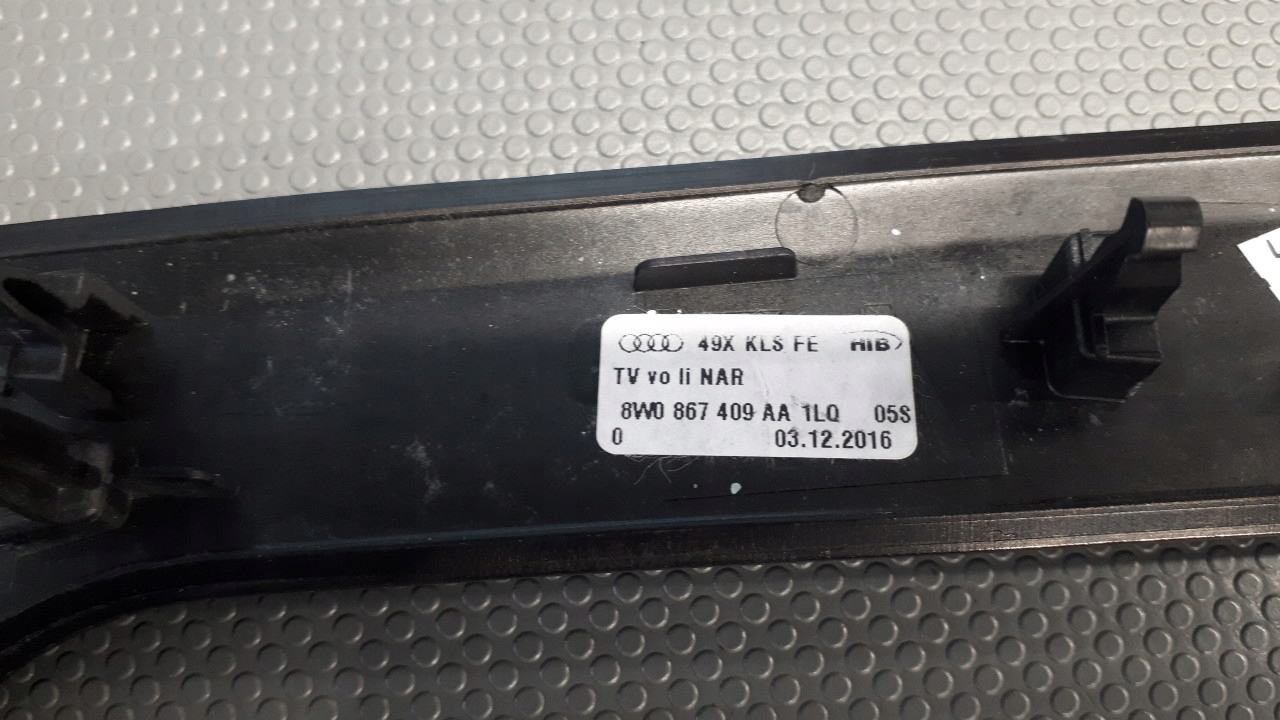 49X KLS FE HIB
TV vo li NAR
8W0 867 409 AA 1LQ 05S
0 03.12.2016